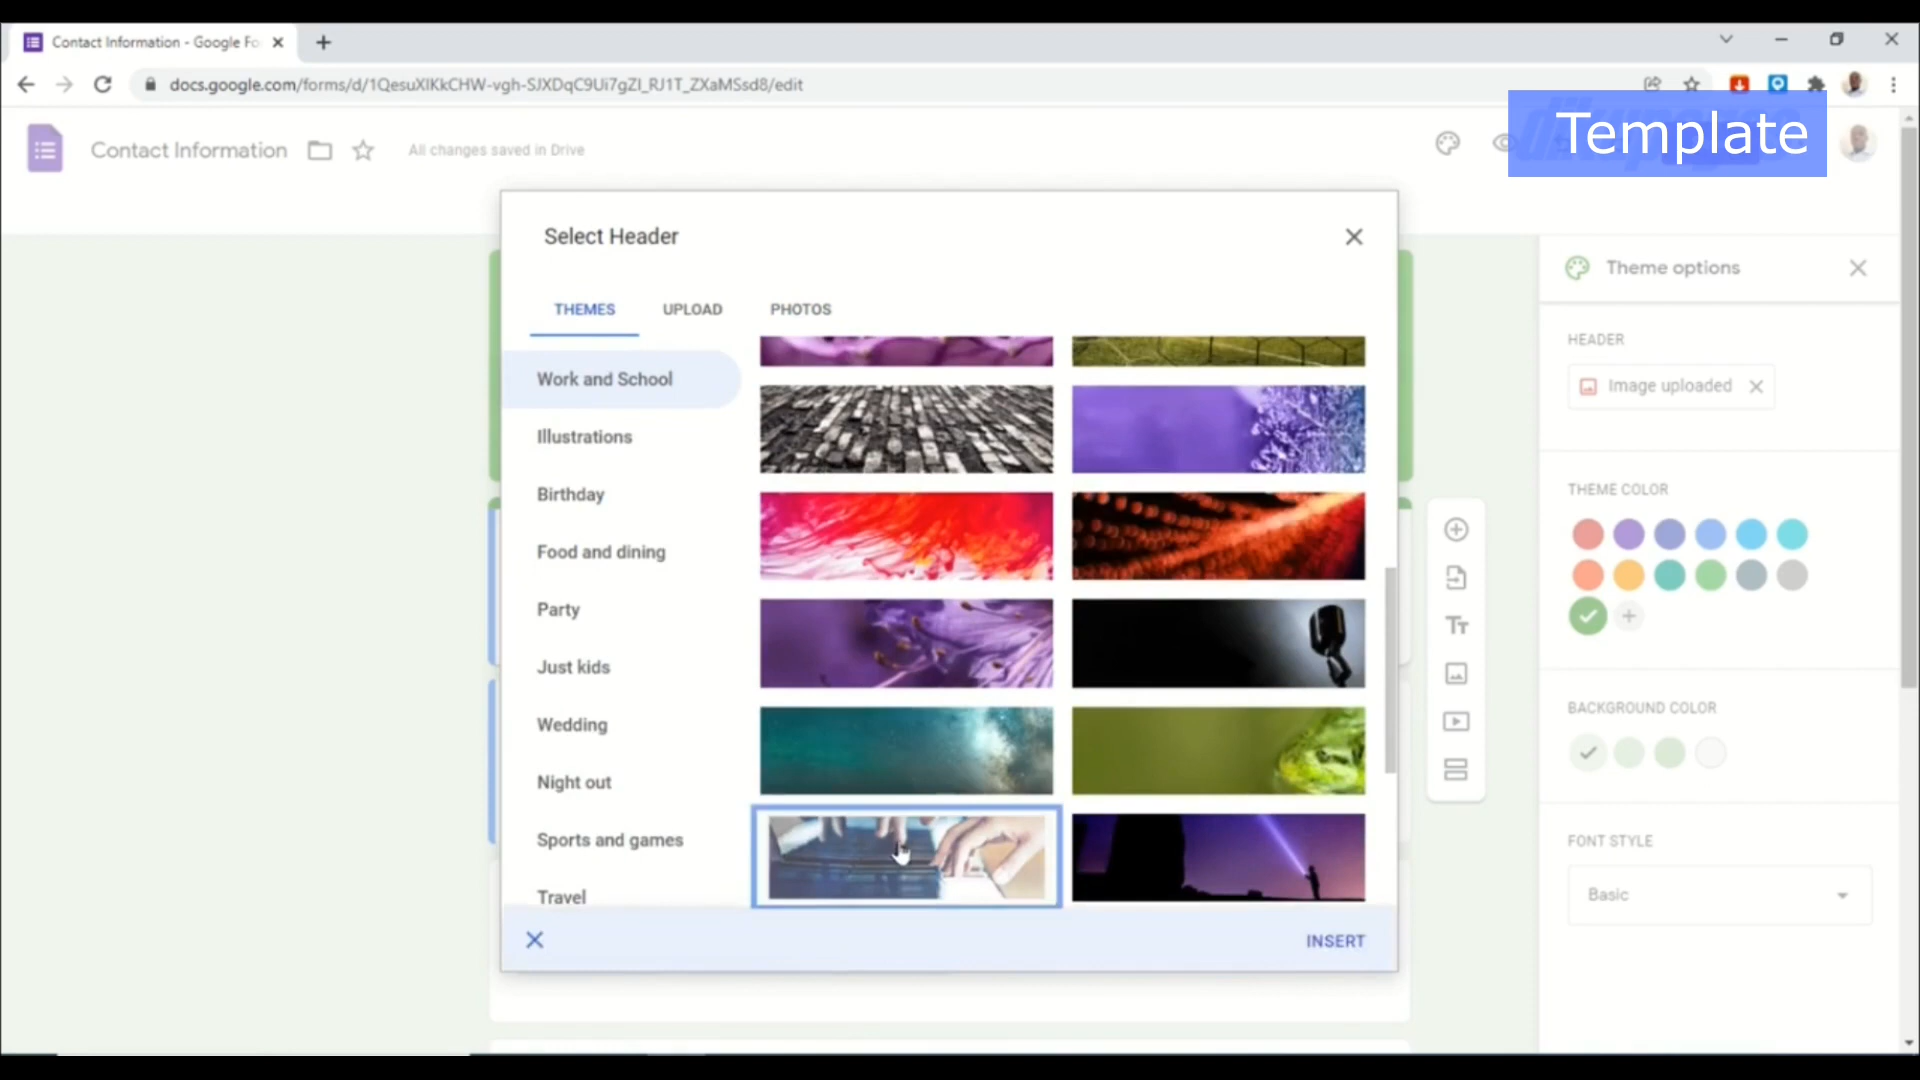 Contact Information - Google Fo
docs.google.com/forms/d/1QesuXlKkCHW-vgh-SJXDqC9Ui7gZI_RJ1T_ZXaMSsd8/edit
Contact Information
All changes saved in Drive
Template
Select Header
THEMES
UPLOAD
PHOTOS
Work and School
Illustrations
Birthday
Food and dining
Party
Just kids
Wedding
Night out
Sports and games
Travel
INSERT
Theme options
HEADER
Image uploaded
THEME COLOR
BACKGROUND COLOR
FONT STYLE
Basic